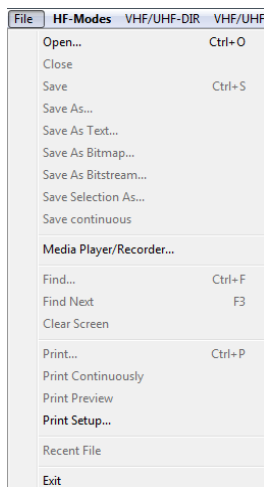 File HF-Modes VHF/UHF-DIR VHF/UHF
Open... Ctrl+O
Close
Save Ctrl+S
Save As...
Save As Text...
Save As Bitmap...
Save As Bitstream...
Save Selection As...
Save continuous
Media Player/Recorder...
Find... Ctrl+F
Find Next F3
Clear Screen
Print... Ctrl+P
Print Continuously
Print Preview
Print Setup...
Recent File
Exit